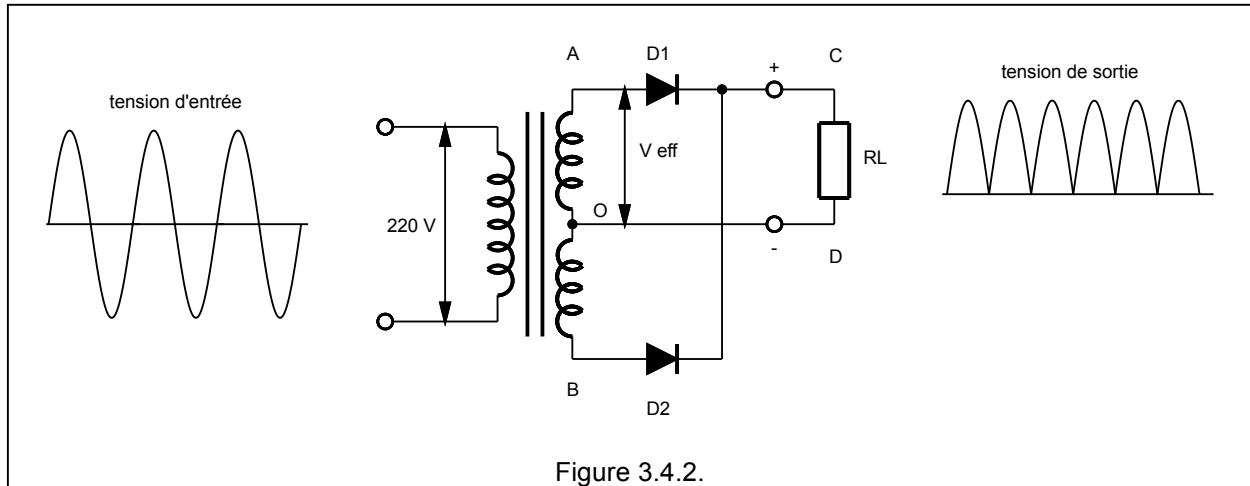 tension d'entrée
A
D1
+
C
tension de sortie
220 V
V eff
O
RL
-
D
B
D2
Figure 3.4.2.